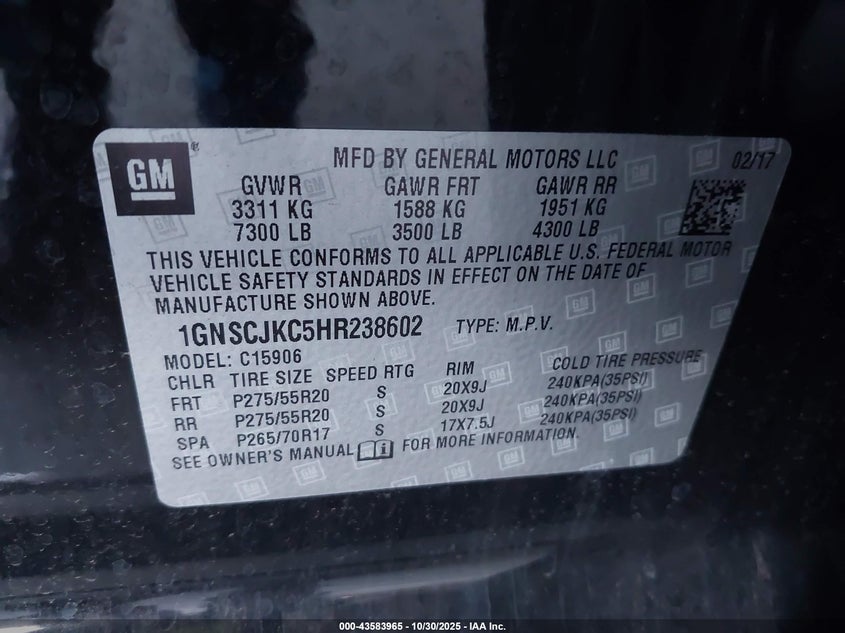 GM
MFD BY GENERAL MOTORS LLC 02/17
GVWR GAWR FRT GAWR RR
3311 KG 1588 KG 1951 KG
7300 LB 3500 LB 4300 LB
THIS VEHICLE CONFORMS TO ALL APPLICABLE U.S. FEDERAL MOTOR
VEHICLE SAFETY STANDARDS IN EFFECT ON THE DATE OF
MANUFACTURE SHOWN ABOVE.
1GNSCJKC5HR238602 TYPE: M.P.V.
MODEL: C15906
CHLR TIRE SIZE SPEED RTG RIM COLD TIRE PRESSURE
FRT P275/55R20 S 20X9J 240KPA(35PSI)
RR P275/55R20 S 20X9J 240KPA(35PSI)
SPA P265/70R17 S 17X7.5J 240KPA(35PSI)
SEE OWNER'S MANUAL FOR MORE INFORMATION.
000-43583965 - 10/30/2025 - IAA Inc.